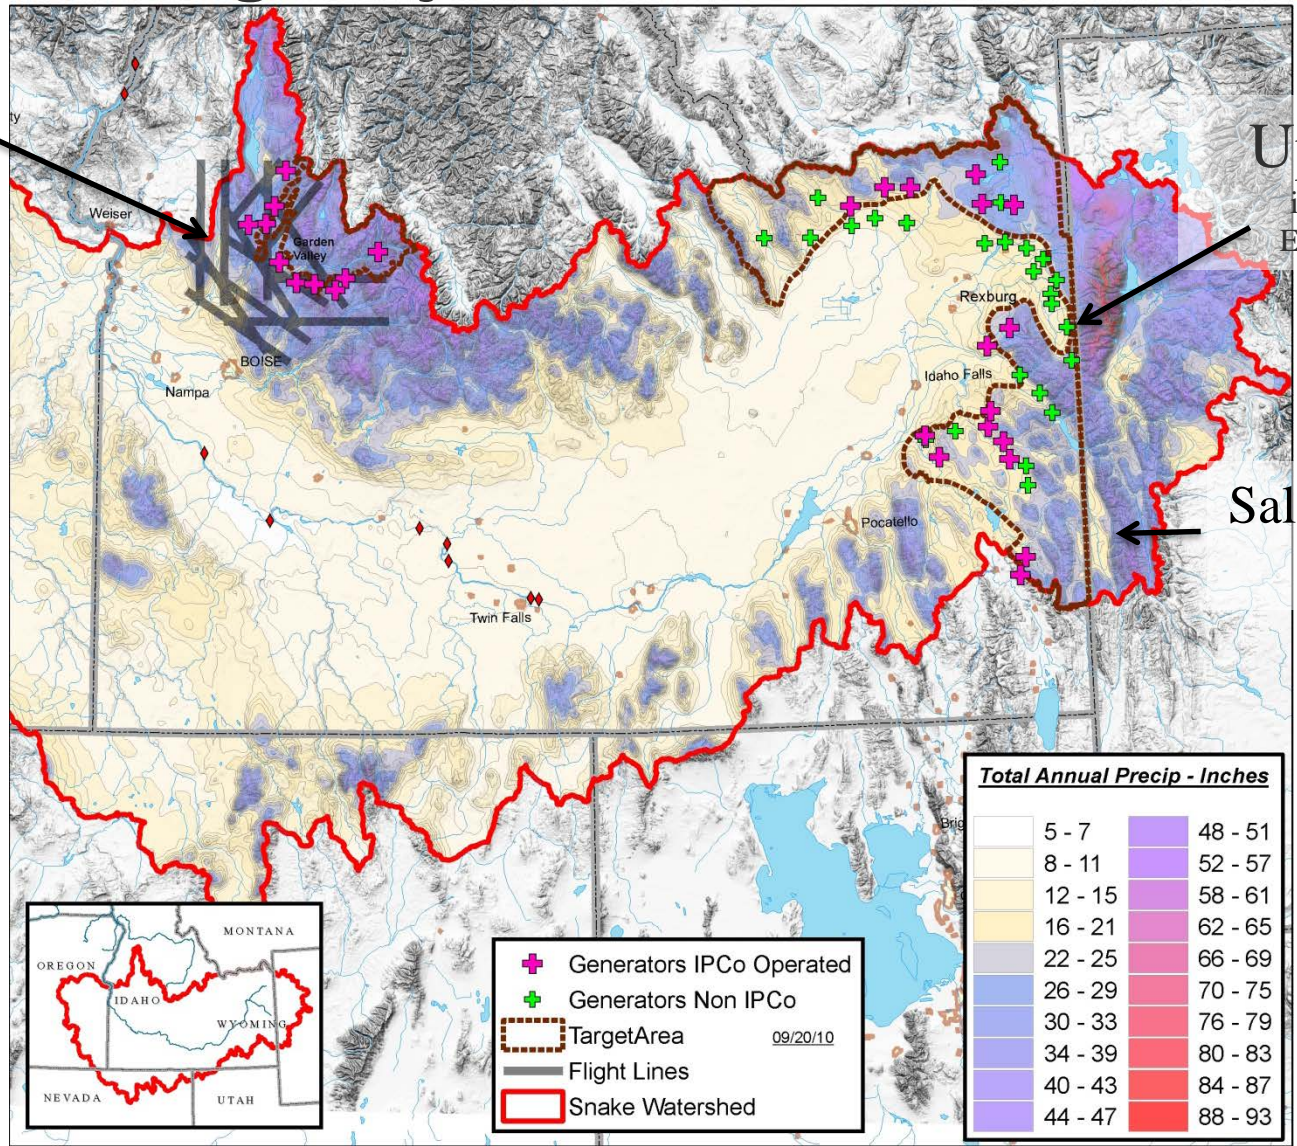 Weiser
Garden
Valley
BOISE
Nampa
Rexburg
Idaho Falls
Pocatello
Twin Falls
Sal
Brig
Total Annual Precip - Inches
5 - 7
8 - 11
12 - 15
16 - 21
22 - 25
26 - 29
30 - 33
34 - 39
40 - 43
44 - 47
48 - 51
52 - 57
58 - 61
62 - 65
66 - 69
70 - 75
76 - 79
80 - 83
84 - 87
88 - 93
Generators IPCo Operated
Generators Non IPCo
TargetArea
09/20/10
Flight Lines
Snake Watershed
MONTANA
OREGON
IDAHO
WYOMING
NEVADA
UTAH